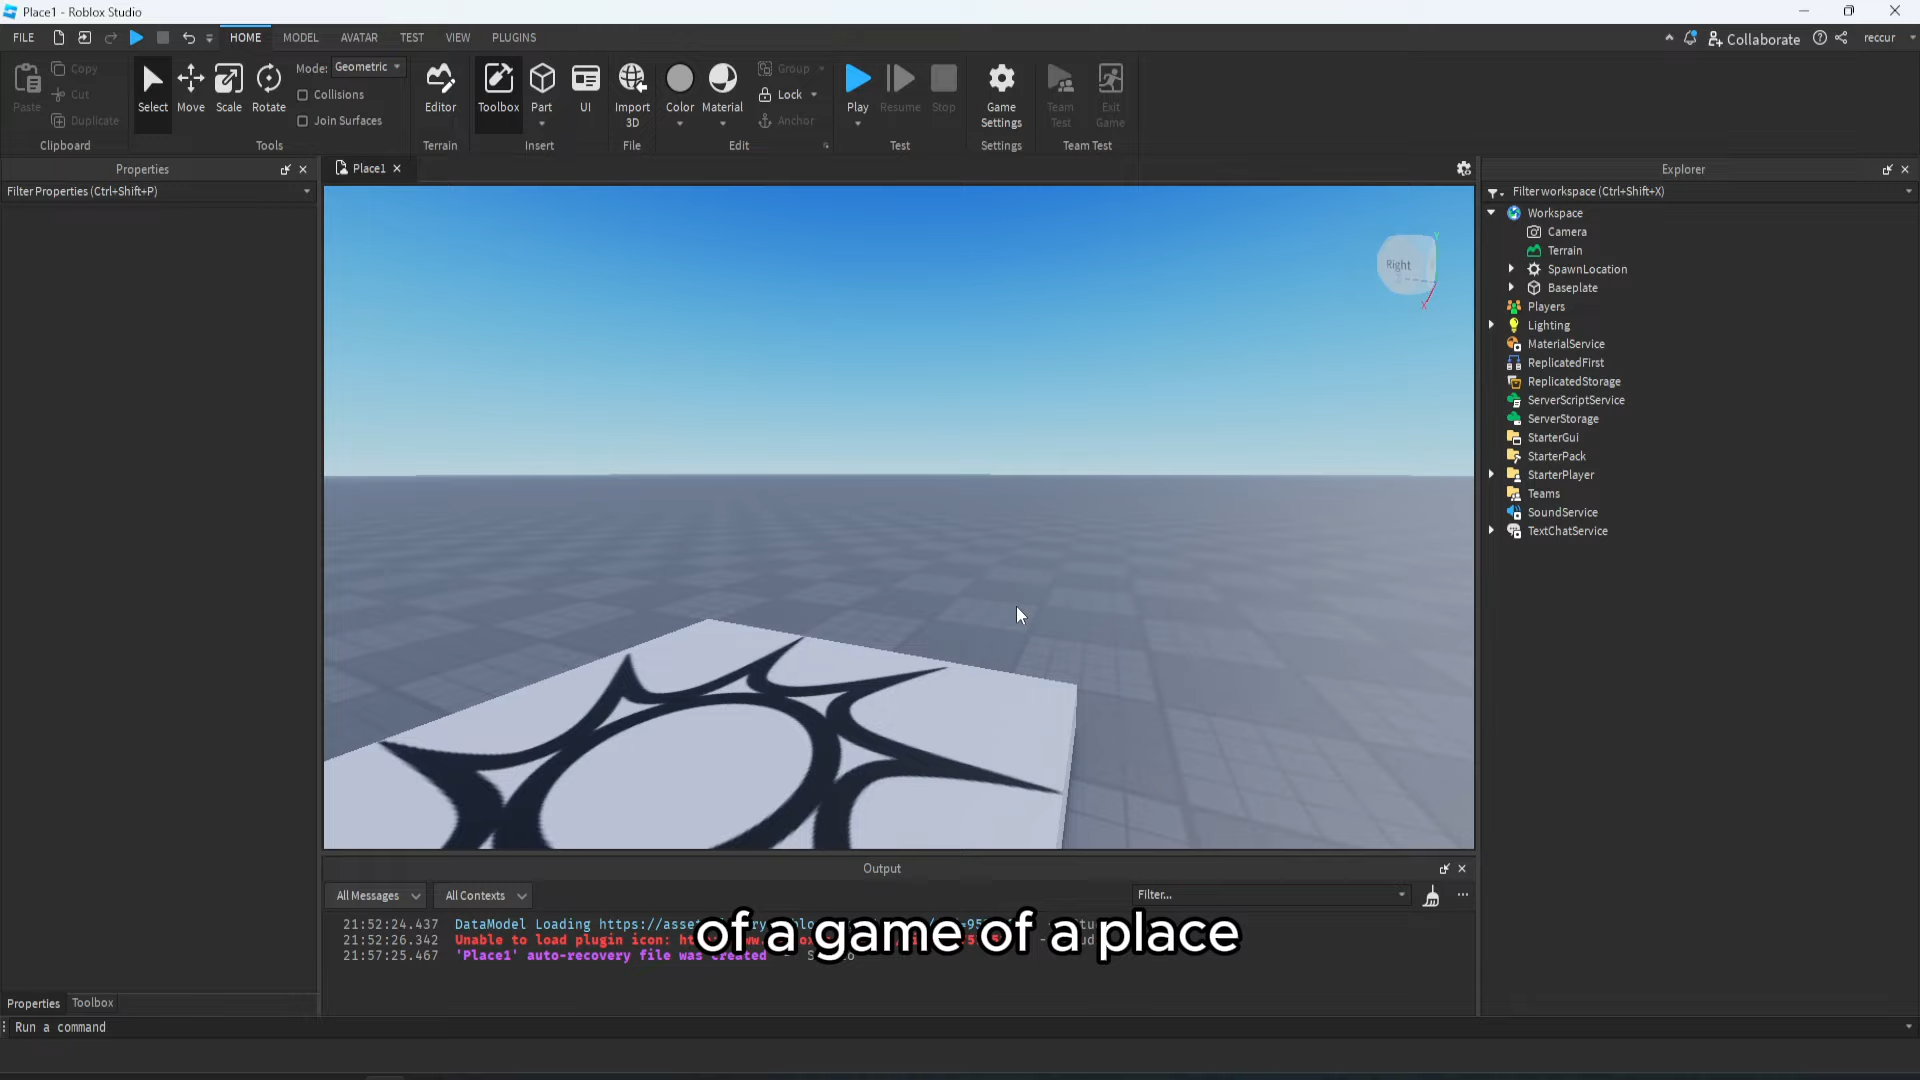 Place1 - Roblox Studio
FILE HOME MODEL AVATAR TEST VIEW PLUGINS Collaborate reccur
Paste Copy Cut Duplicate Clipboard
Select Move Scale Rotate Mode: Geometric Collisions Join Surfaces Tools
Editor Terrain
Toolbox Part UI Insert
Import 3D File
Color Material Group Lock Anchor Edit
Play Resume Stop Test
Game Settings Settings
Team Test Exit Game Team Test
Properties
Filter Properties (Ctrl+Shift+P)
Place1
Right
Y
X
Explorer
Filter workspace (Ctrl+Shift+X)
Workspace
Camera
Terrain
SpawnLocation
Baseplate
Players
Lighting
MaterialService
ReplicatedFirst
ReplicatedStorage
ServerScriptService
ServerStorage
StarterGui
StarterPack
StarterPlayer
Teams
SoundService
TextChatService
Output
All Messages All Contexts Filter...
21:52:24.437 DataModel Loading https://asset
21:52:26.342 Unable to load plugin icon:
21:57:25.467 'Place1' auto-recovery file was created -
of a game of a place
Properties Toolbox
Run a command